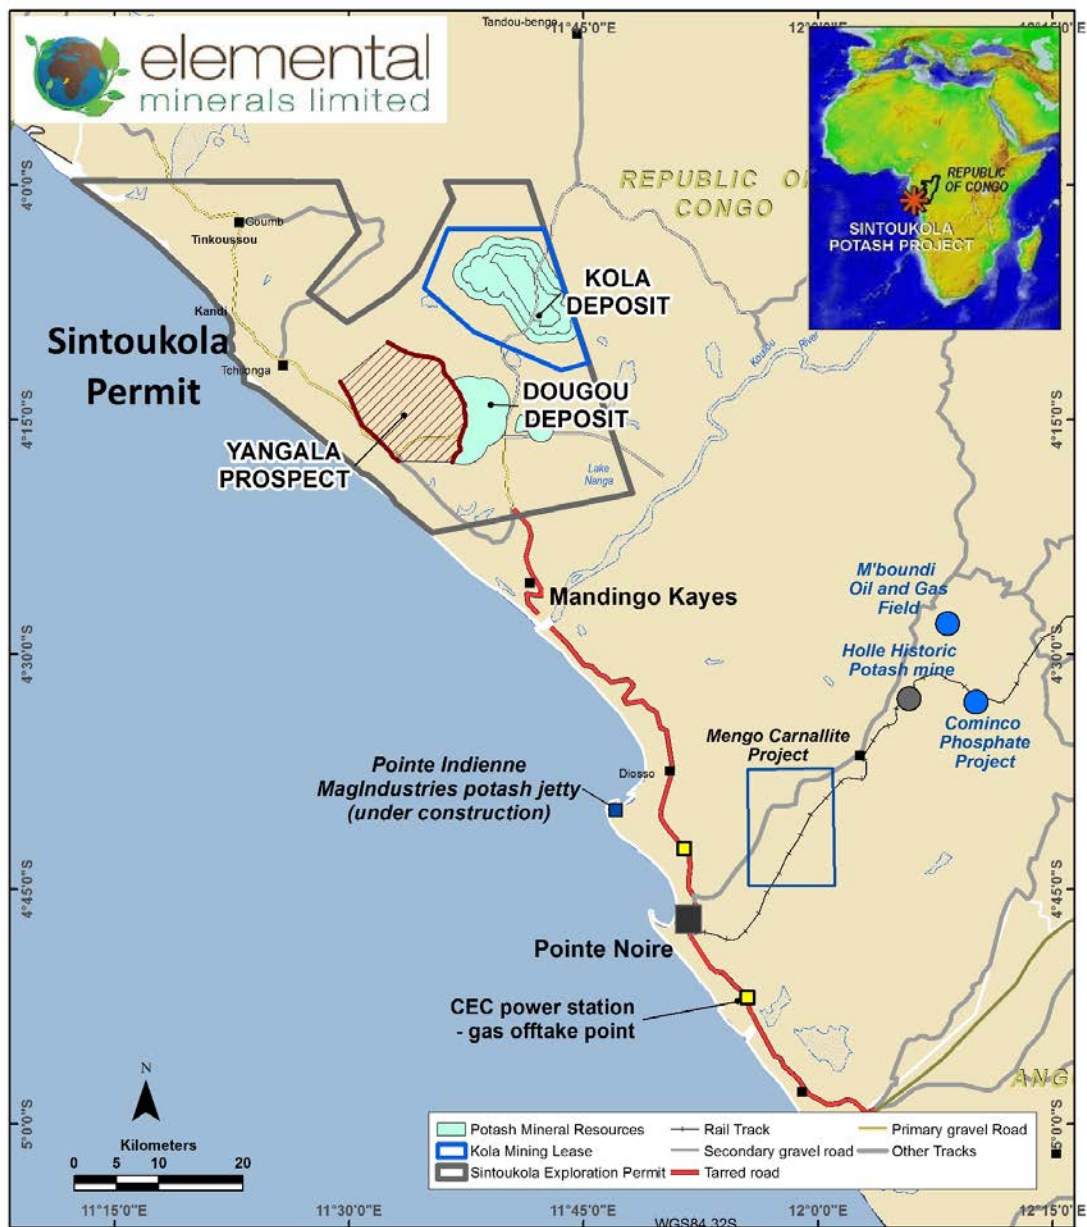 Tandou-bengo
11°45'0"E
12°0'0"E
12°15'0"E
elemental
minerals limited
REPUBLIC
OF CONGO
SINTOUKOLA
POTASH PROJECT
4°0'0"S
REPUBLIC OF
CONGO
Goumb
Tinkoussou
KOLA
DEPOSIT
Kandi
Sintoukola
Permit
Tchilonga
Kouilou
River
DOUGOU
DEPOSIT
4°15'0"S
4°15'0"S
YANGALA
PROSPECT
Lake
Nanga
M'boundi
Oil and Gas
Field
Mandingo Kayes
4°30'0"S
4°30'0"S
Holle Historic
Potash mine
Cominco
Phosphate
Project
Mengo Carnallite
Project
Pointe Indienne
MagIndustries potash jetty
(under construction)
Diosso
4°45'0"S
4°45'0"S
Pointe Noire
CEC power station
- gas offtake point
ANG
N
5°0'0"S
5°0'0"S
Kilometers
0 5 10 20
Potash Mineral Resources
Kola Mining Lease
Sintoukola Exploration Permit
Rail Track
Secondary gravel road
Tarred road
Primary gravel Road
Other Tracks
11°15'0"E
11°30'0"E
11°45'0"E
WGS84 32S
12°0'0"E
12°15'0"E